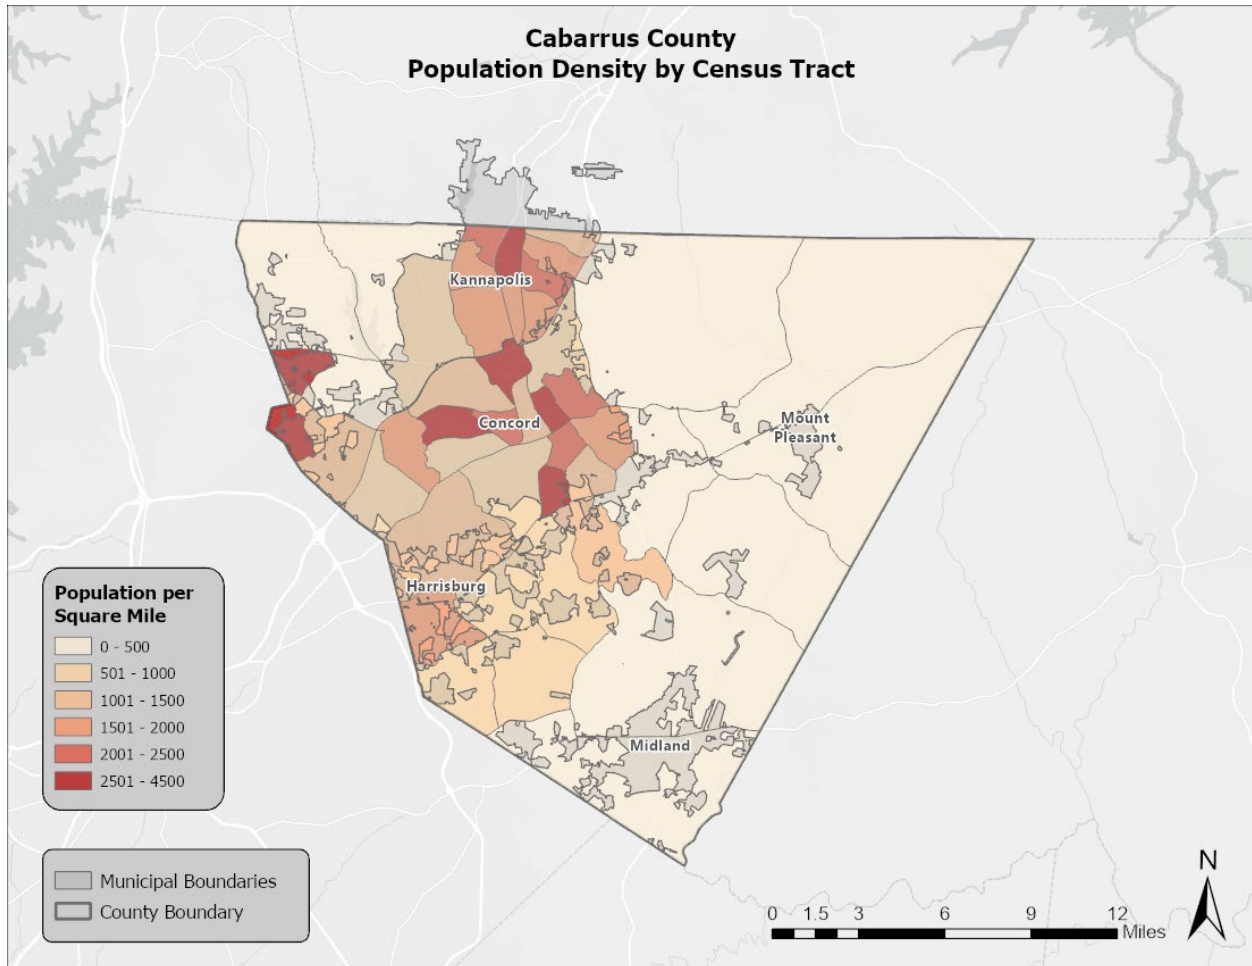 Cabarrus County
Population Density by Census Tract
Kannapolis
Concord
Mount
Pleasant
Harrisburg
Midland
Population per
Square Mile
0 - 500
501 - 1000
1001 - 1500
1501 - 2000
2001 - 2500
2501 - 4500
Municipal Boundaries
County Boundary
N
0 1.5 3 6 9 12
Miles